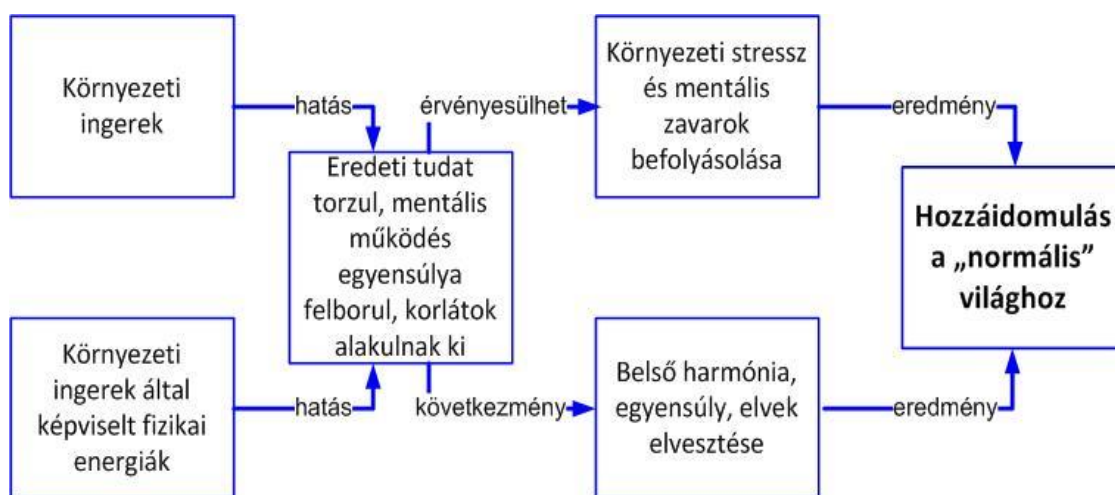 Környezeti
ingerek
hatás
érvényesülhet
Környezeti stressz
és mentális
zavarok
befolyásolása
eredmény
Eredeti tudat
torzul, mentális
működés
egyensúlya
felborul, korlátok
alakulnak ki
Hozzáidomulás
a „normális”
világhoz
Környezeti
ingerek által
képviselt fizikai
energiák
hatás
következmény
Belső harmónia,
egyensúly, elvek
elvesztése
eredmény